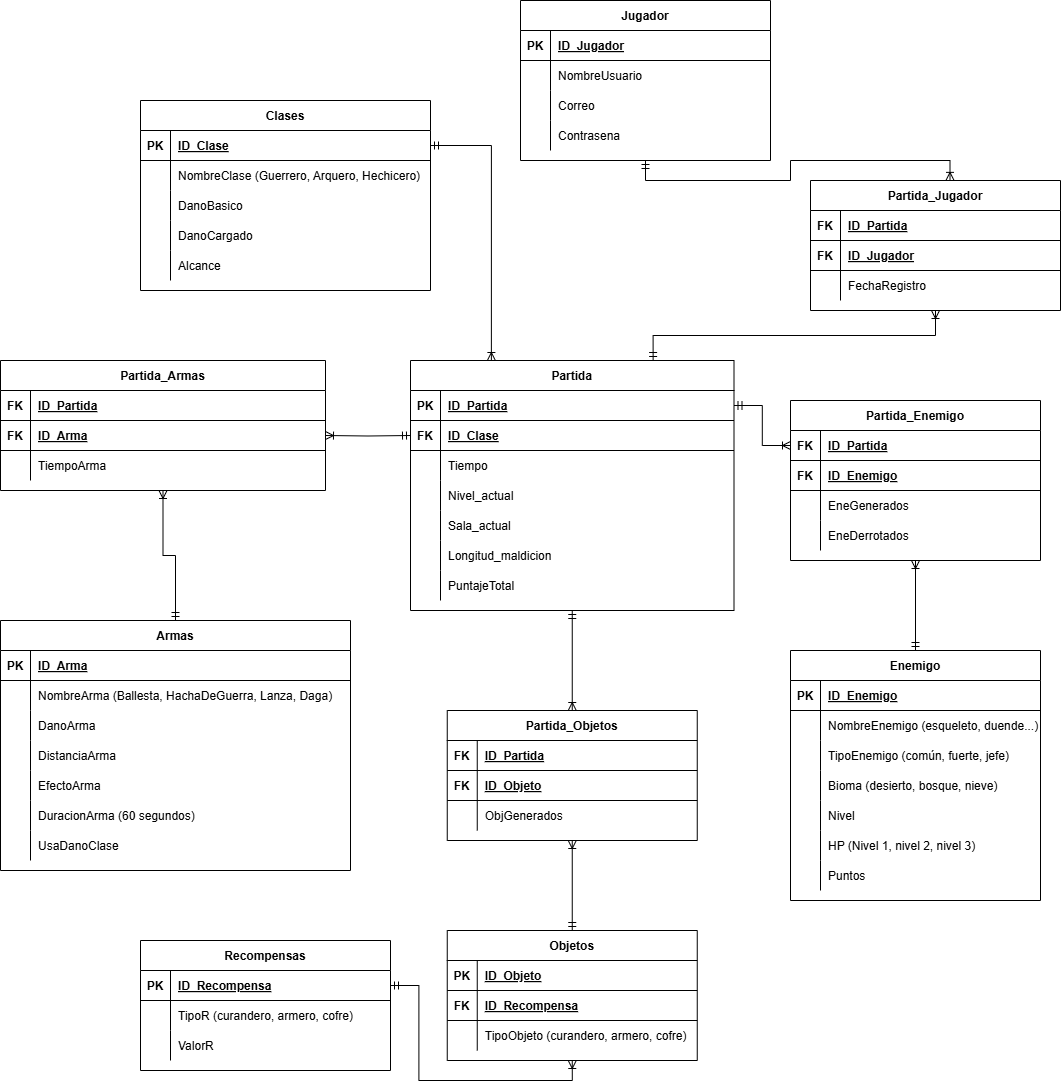 Jugador
PK ID_Jugador
NombreUsuario
Correo
Contrasena
Clases
PK ID_Clase
NombreClase (Guerrero, Arquero, Hechicero)
DanoBasico
DanoCargado
Alcance
Partida_Jugador
FK ID_Partida
FK ID_Jugador
FechaRegistro
Partida_Armas
FK ID_Partida
FK ID_Arma
TiempoArma
Partida
PK ID_Partida
FK ID_Clase
Tiempo
Nivel_actual
Sala_actual
Longitud_maldicion
PuntajeTotal
Partida_Enemigo
FK ID_Partida
FK ID_Enemigo
EneGenerados
EneDerrotados
Armas
PK ID_Arma
NombreArma (Ballesta, HachaDeGuerra, Lanza, Daga)
DanoArma
DistanciaArma
EfectoArma
DuracionArma (60 segundos)
UsaDanoClase
Enemigo
PK ID_Enemigo
NombreEnemigo (esqueleto, duende...)
TipoEnemigo (común, fuerte, jefe)
Bioma (desierto, bosque, nieve)
Nivel
HP (Nivel 1, nivel 2, nivel 3)
Puntos
Partida_Objetos
FK ID_Partida
FK ID_Objeto
ObjGenerados
Recompensas
PK ID_Recompensa
TipoR (curandero, armero, cofre)
ValorR
Objetos
PK ID_Objeto
FK ID_Recompensa
TipoObjeto (curandero, armero, cofre)